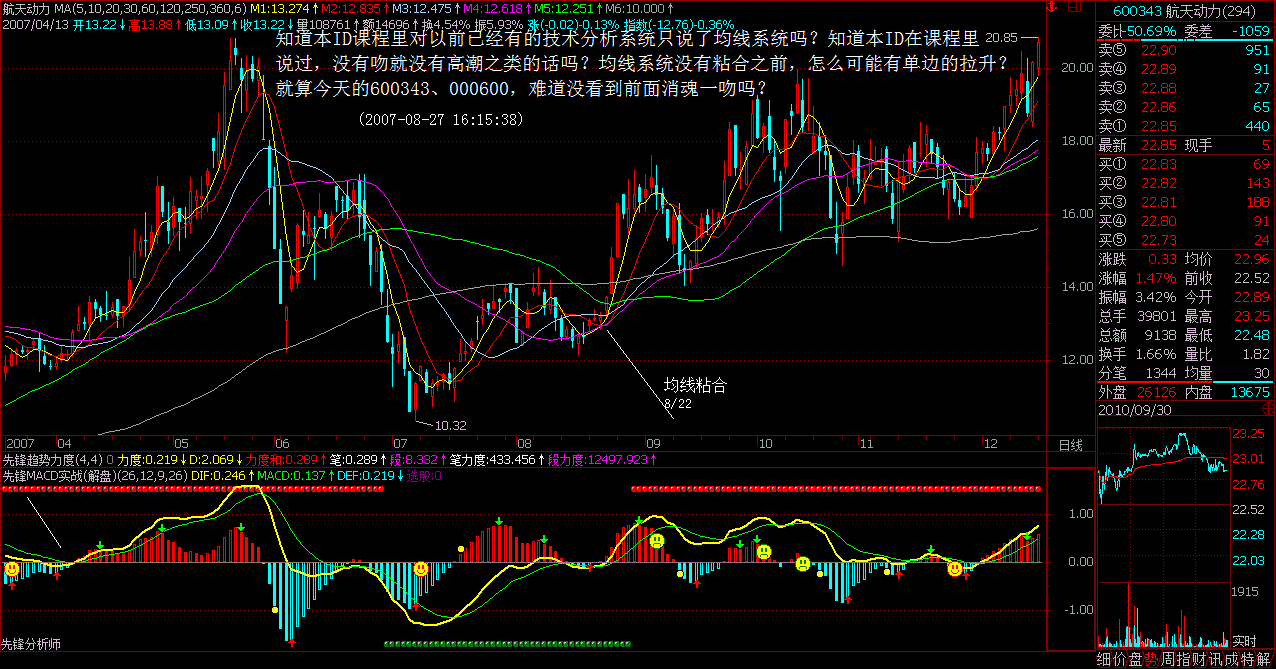 航天动力 MA(5,10,20,30,60,120,250,360,6) M1:13.274↑M2:12.835↑M3:12.475↑M4:12.618↓M5:12.251↑M6:10.000↑
2007/04/13 开13.22↓高13.88↑低13.09↑收13.22↓量108761↑额14696↑换4.54% 振5.93% 涨(-0.02)-0.13% 指数(-12.76)-0.36%
知道本ID课程里对以前已经有的技术分析系统只说了均线系统吗？知道本ID在课程里
说过，没有吻就没有高潮之类的话吗？均线系统没有粘合之前，怎么可能有单边的拉升？
就算今天的600343、000600，难道没看到前面消魂一吻吗？
(2007-08-27 16:15:38)
20.85
20.00
18.00
16.00
14.00
12.00
均线粘合
8/22
10.32
2007 04 05 06 07 08 09 10 11 12 日线
先锋趋势力度(4,4) 0 力度:0.219↓D:2.069↓力度和:0.289↑笔:0.289↑段:8.332↑笔力度:433.456↑段力度:12497.923↑
先锋MACD实战(解盘)(26,12,9,26) DIF:0.246↑MACD:0.137↑DEF:0.219↓选股:0
1.00
0.00
-1.00
先锋分析师
600343 航天动力(294)
委比-50.69% 委差 -1059
卖⑤ 22.90 951
卖④ 22.89 91
卖③ 22.88 27
卖② 22.86 65
卖① 22.85 440
最新 22.85 现手 5
买① 22.83 69
买② 22.82 143
买③ 22.81 188
买④ 22.80 91
买⑤ 22.73 24
涨跌 0.33 均价 22.96
涨幅 1.47% 前收 22.52
振幅 3.42% 今开 22.89
总手 39801 最高 23.25
总额 9138 最低 22.48
换手 1.66% 量比 1.82
分笔 1344 均量 30
外盘 26126 内盘 13675
2010/09/30
23.25
23.01
22.76
22.52
22.28
22.03
1915
实时
细价盘势周指财讯成特解